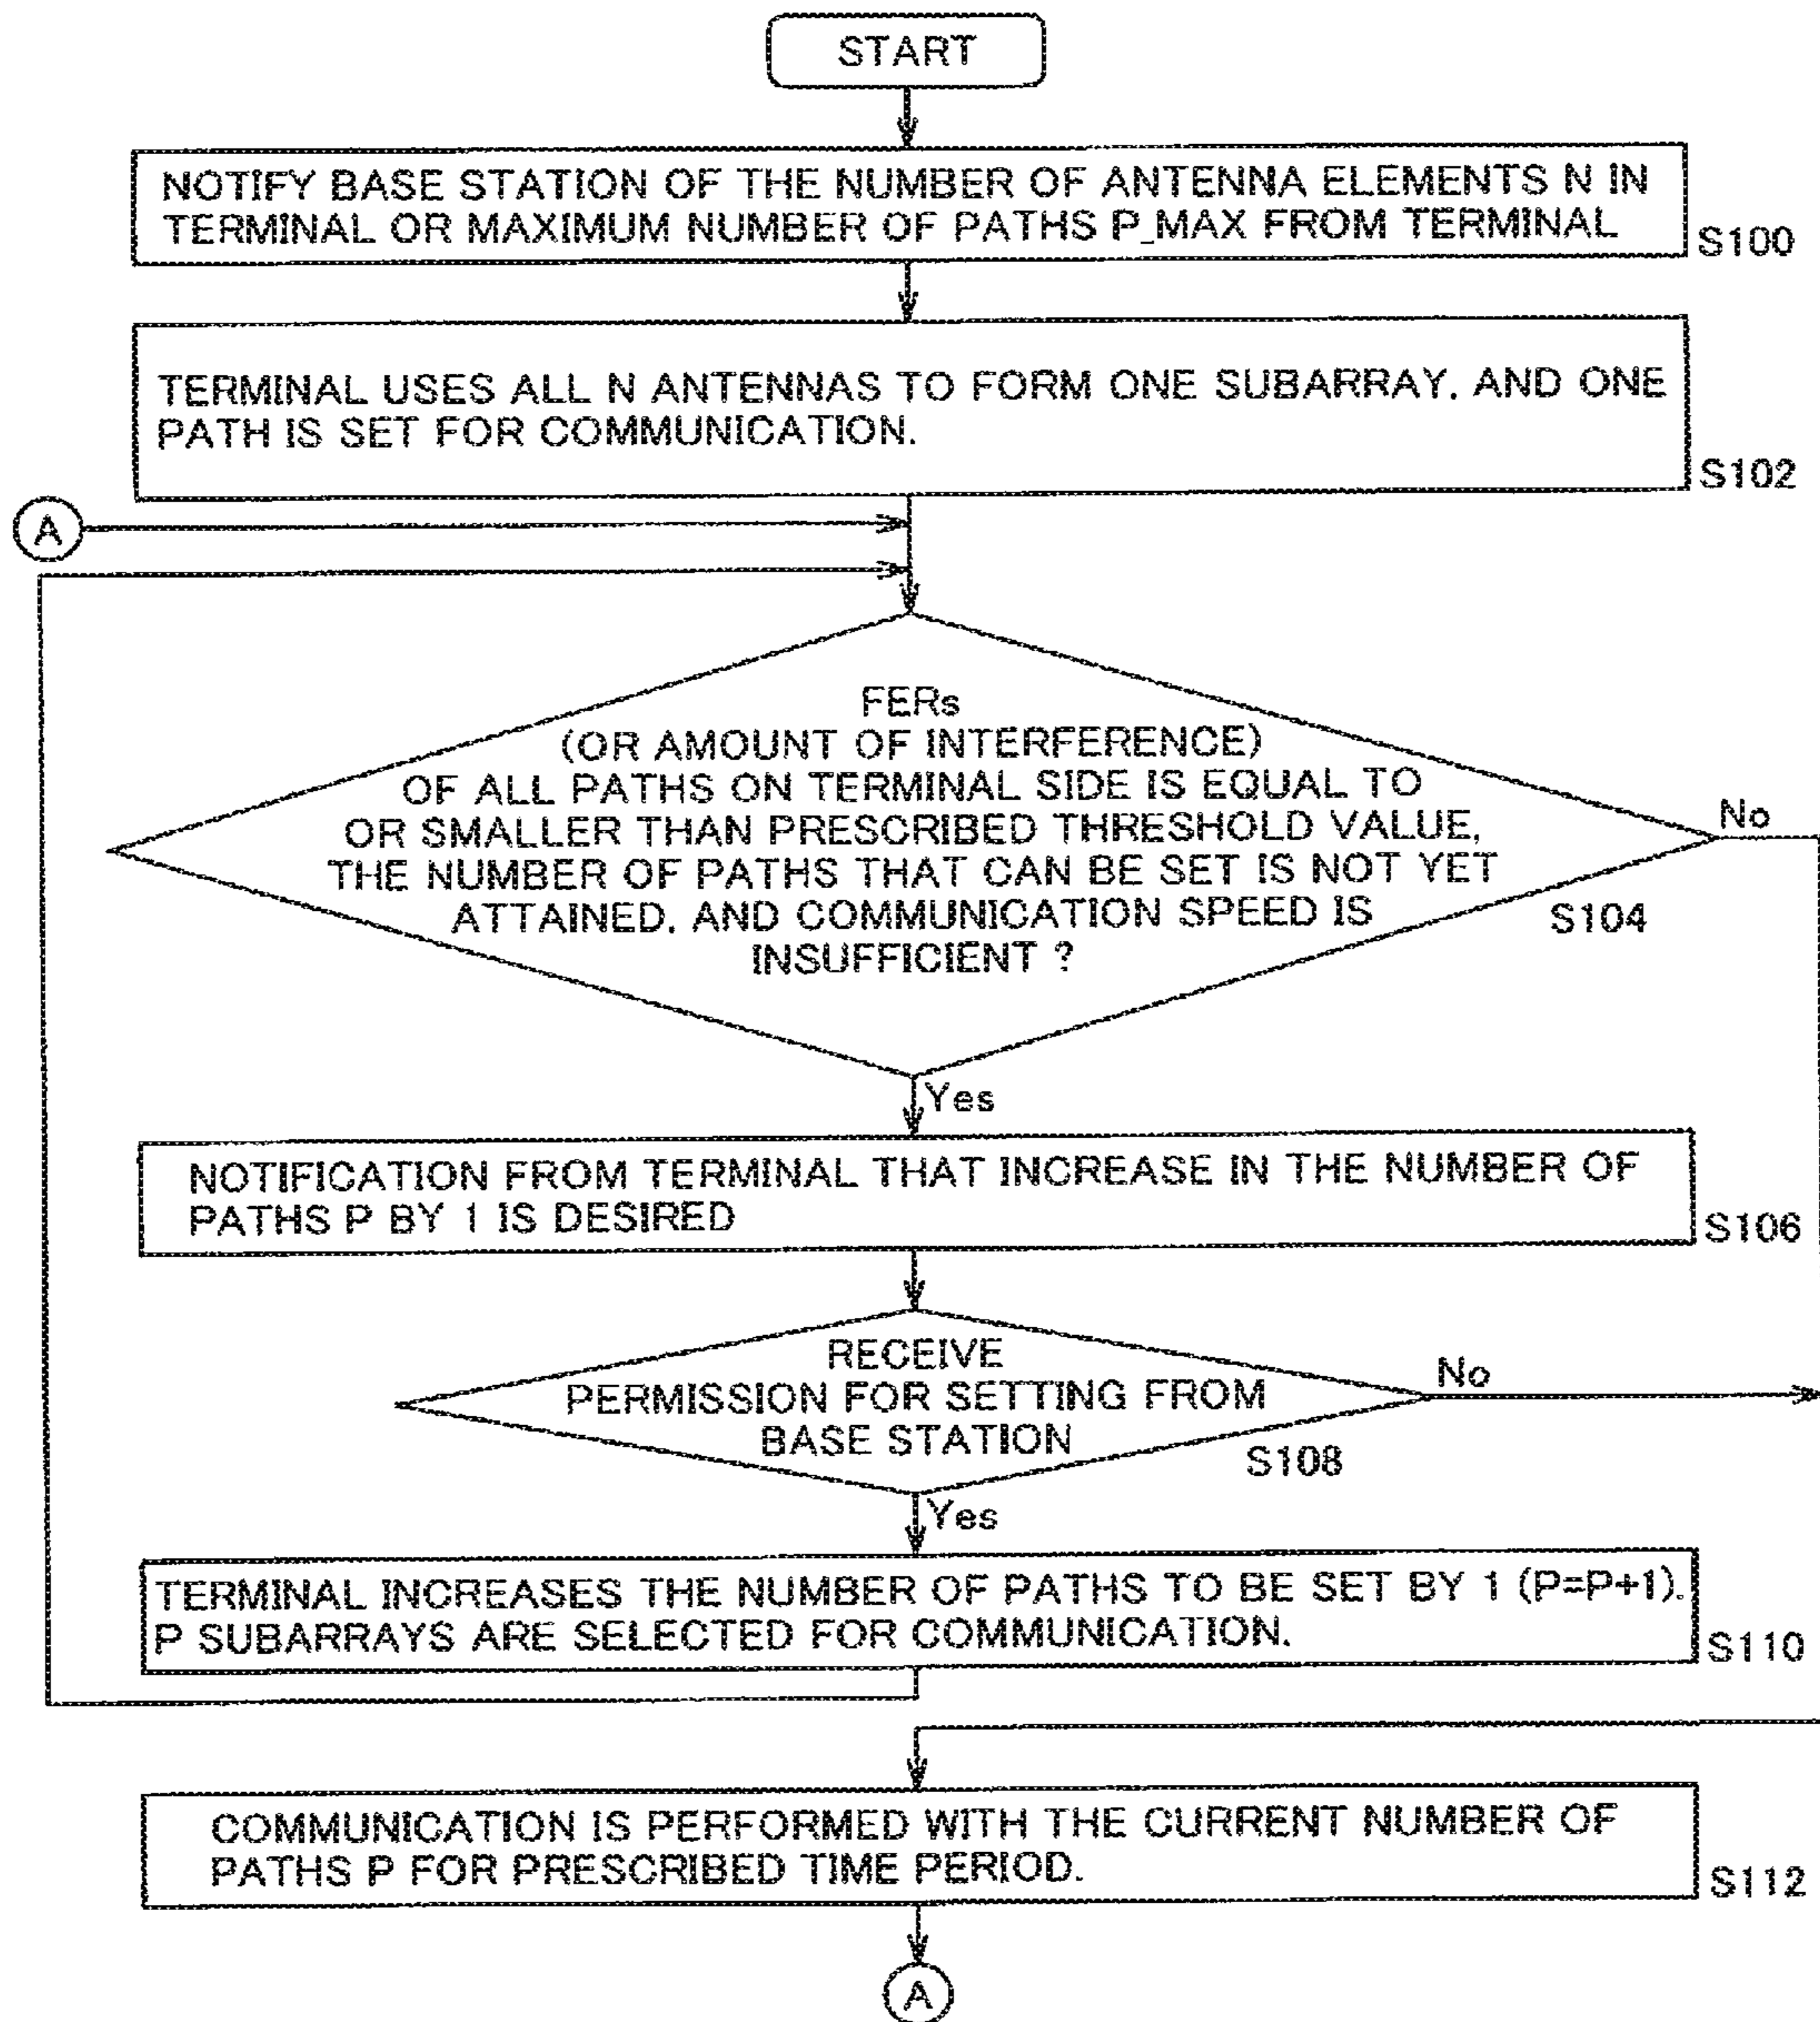 START
NOTIFY BASE STATION OF THE NUMBER OF ANTENNA ELEMENTS N IN
TERMINAL OR MAXIMUM NUMBER OF PATHS P_MAX FROM TERMINAL
S100
TERMINAL USES ALL N ANTENNAS TO FORM ONE SUBARRAY, AND ONE
PATH IS SET FOR COMMUNICATION.
S102
A
FERs
(OR AMOUNT OF INTERFERENCE)
OF ALL PATHS ON TERMINAL SIDE IS EQUAL TO
OR SMALLER THAN PRESCRIBED THRESHOLD VALUE,
THE NUMBER OF PATHS THAT CAN BE SET IS NOT YET
ATTAINED, AND COMMUNICATION SPEED IS
INSUFFICIENT ?
No
S104
Yes
NOTIFICATION FROM TERMINAL THAT INCREASE IN THE NUMBER OF
PATHS P BY 1 IS DESIRED
S106
RECEIVE
PERMISSION FOR SETTING FROM
BASE STATION
No
S108
Yes
TERMINAL INCREASES THE NUMBER OF PATHS TO BE SET BY 1 (P=P+1).
P SUBARRAYS ARE SELECTED FOR COMMUNICATION.
S110
COMMUNICATION IS PERFORMED WITH THE CURRENT NUMBER OF
PATHS P FOR PRESCRIBED TIME PERIOD.
S112
A